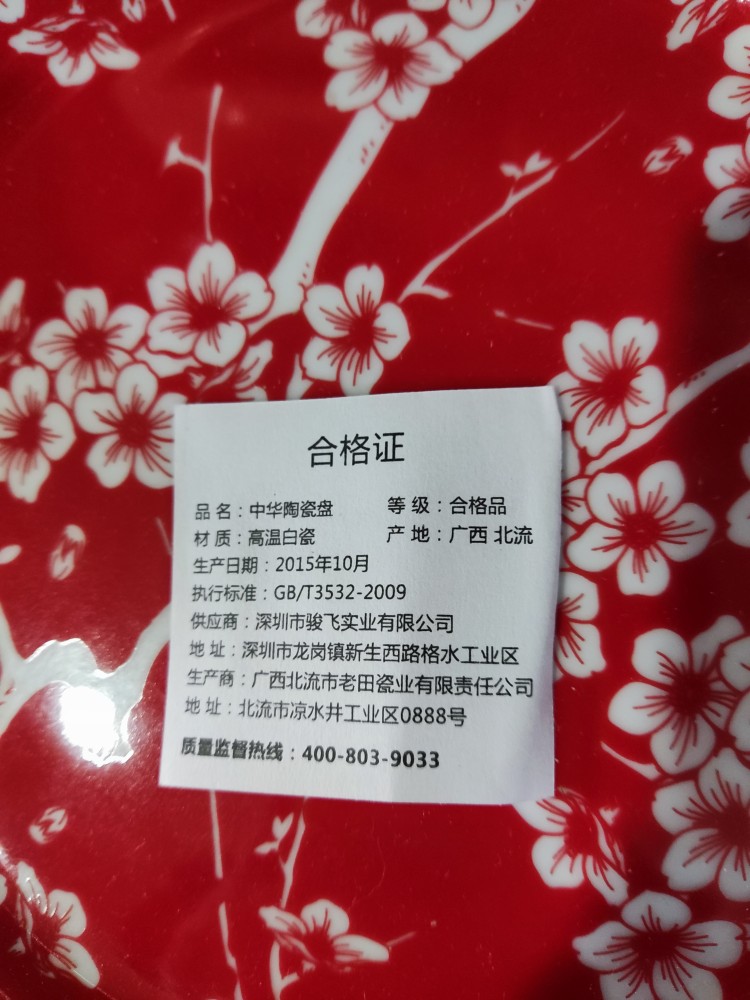 合格证
品 名：中华陶瓷盘 等 级：合格品
材 质：高温白瓷 产 地：广西 北流
生产日期：2015年10月
执行标准：GB/T3532-2009
供应商：深圳市骏飞实业有限公司
地 址：深圳市龙岗镇新生西路格水工业区
生产商：广西北流市老田瓷业有限责任公司
地 址：北流市凉水井工业区0888号
质量监督热线：400-803-9033